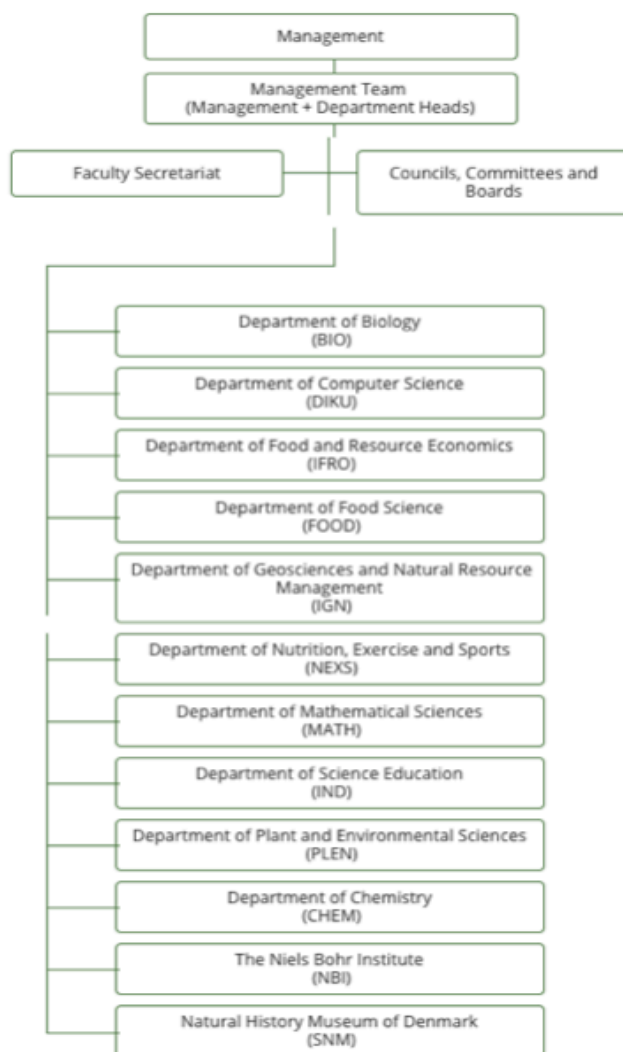 Management
Management Team
(Management + Department Heads)
Faculty Secretariat
Councils, Committees and
Boards
Department of Biology
(BIO)
Department of Computer Science
(DIKU)
Department of Food and Resource Economics
(IFRO)
Department of Food Science
(FOOD)
Department of Geosciences and Natural Resource
Management
(IGN)
Department of Nutrition, Exercise and Sports
(NEXS)
Department of Mathematical Sciences
(MATH)
Department of Science Education
(IND)
Department of Plant and Environmental Sciences
(PLEN)
Department of Chemistry
(CHEM)
The Niels Bohr Institute
(NBI)
Natural History Museum of Denmark
(SNM)